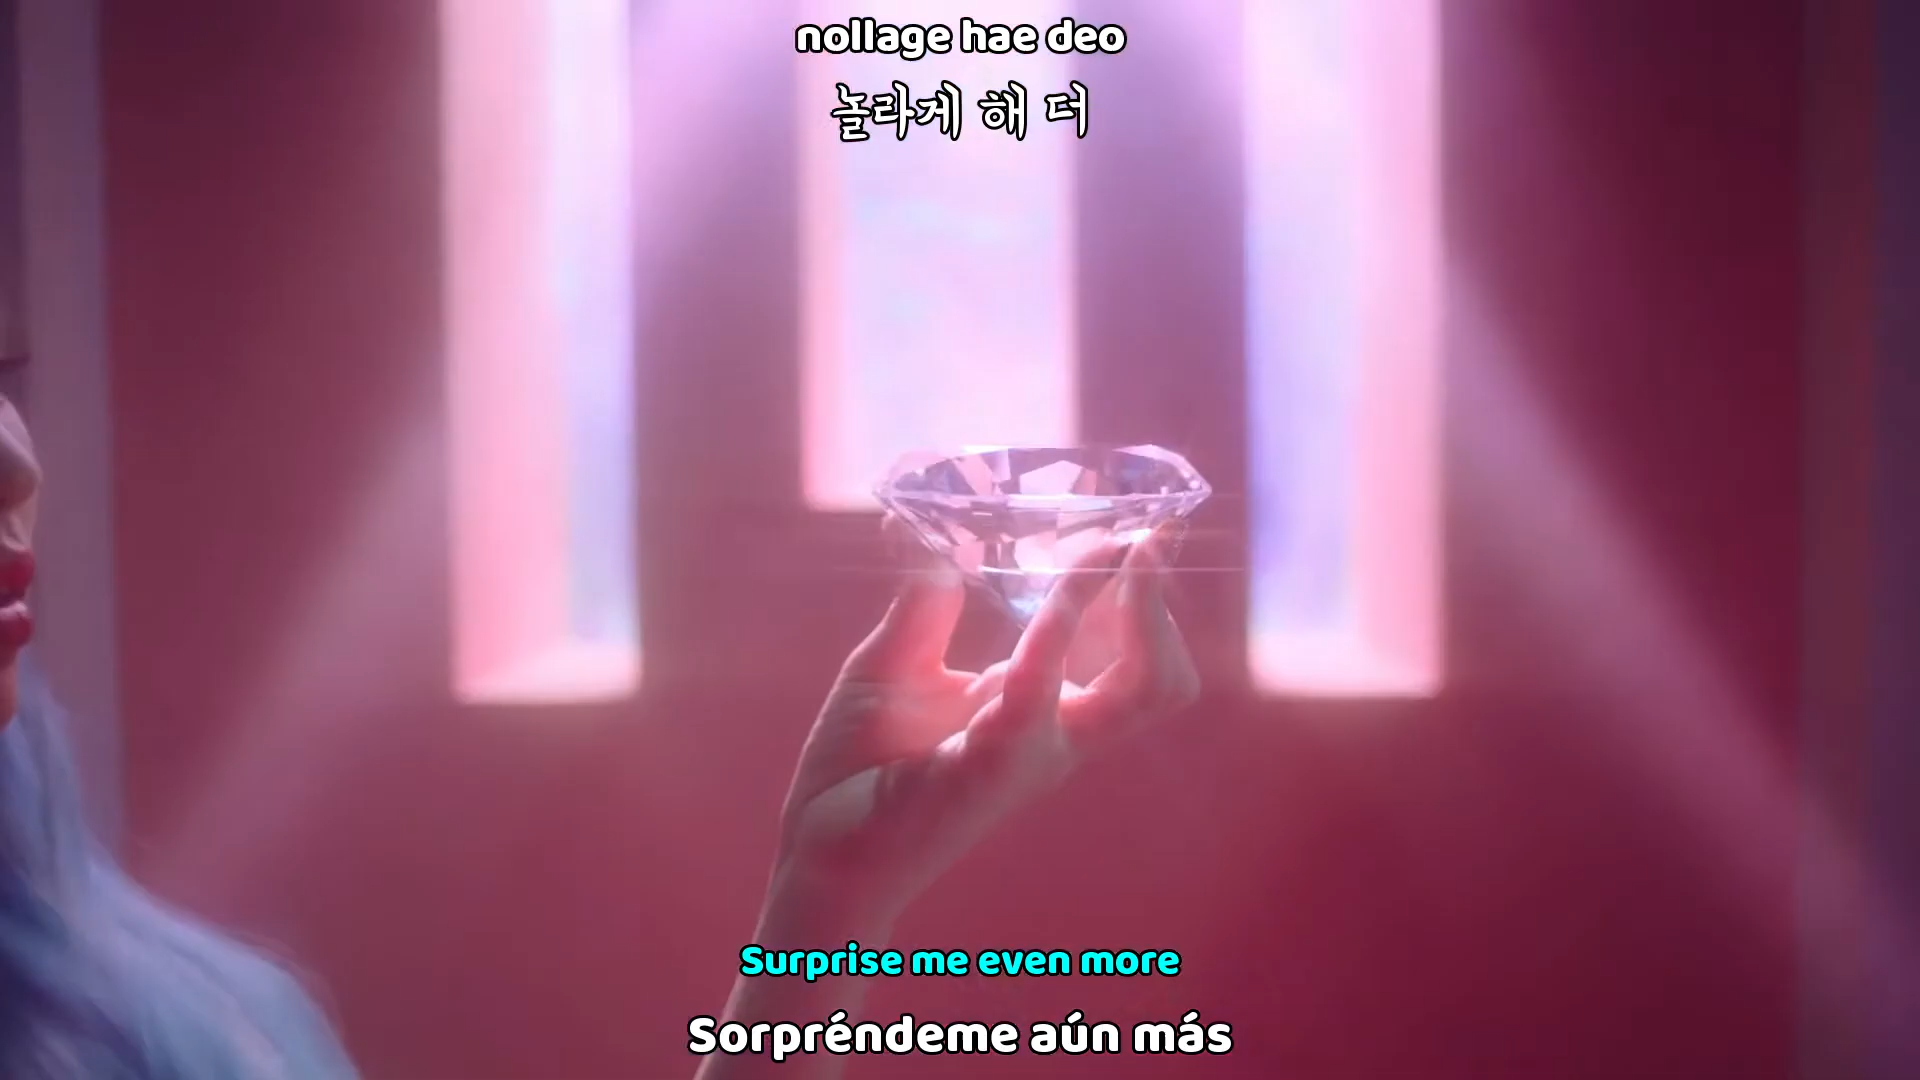 nollage hae deo
놀라게 해 더
Surprise me even more
Sorpréndeme aún más